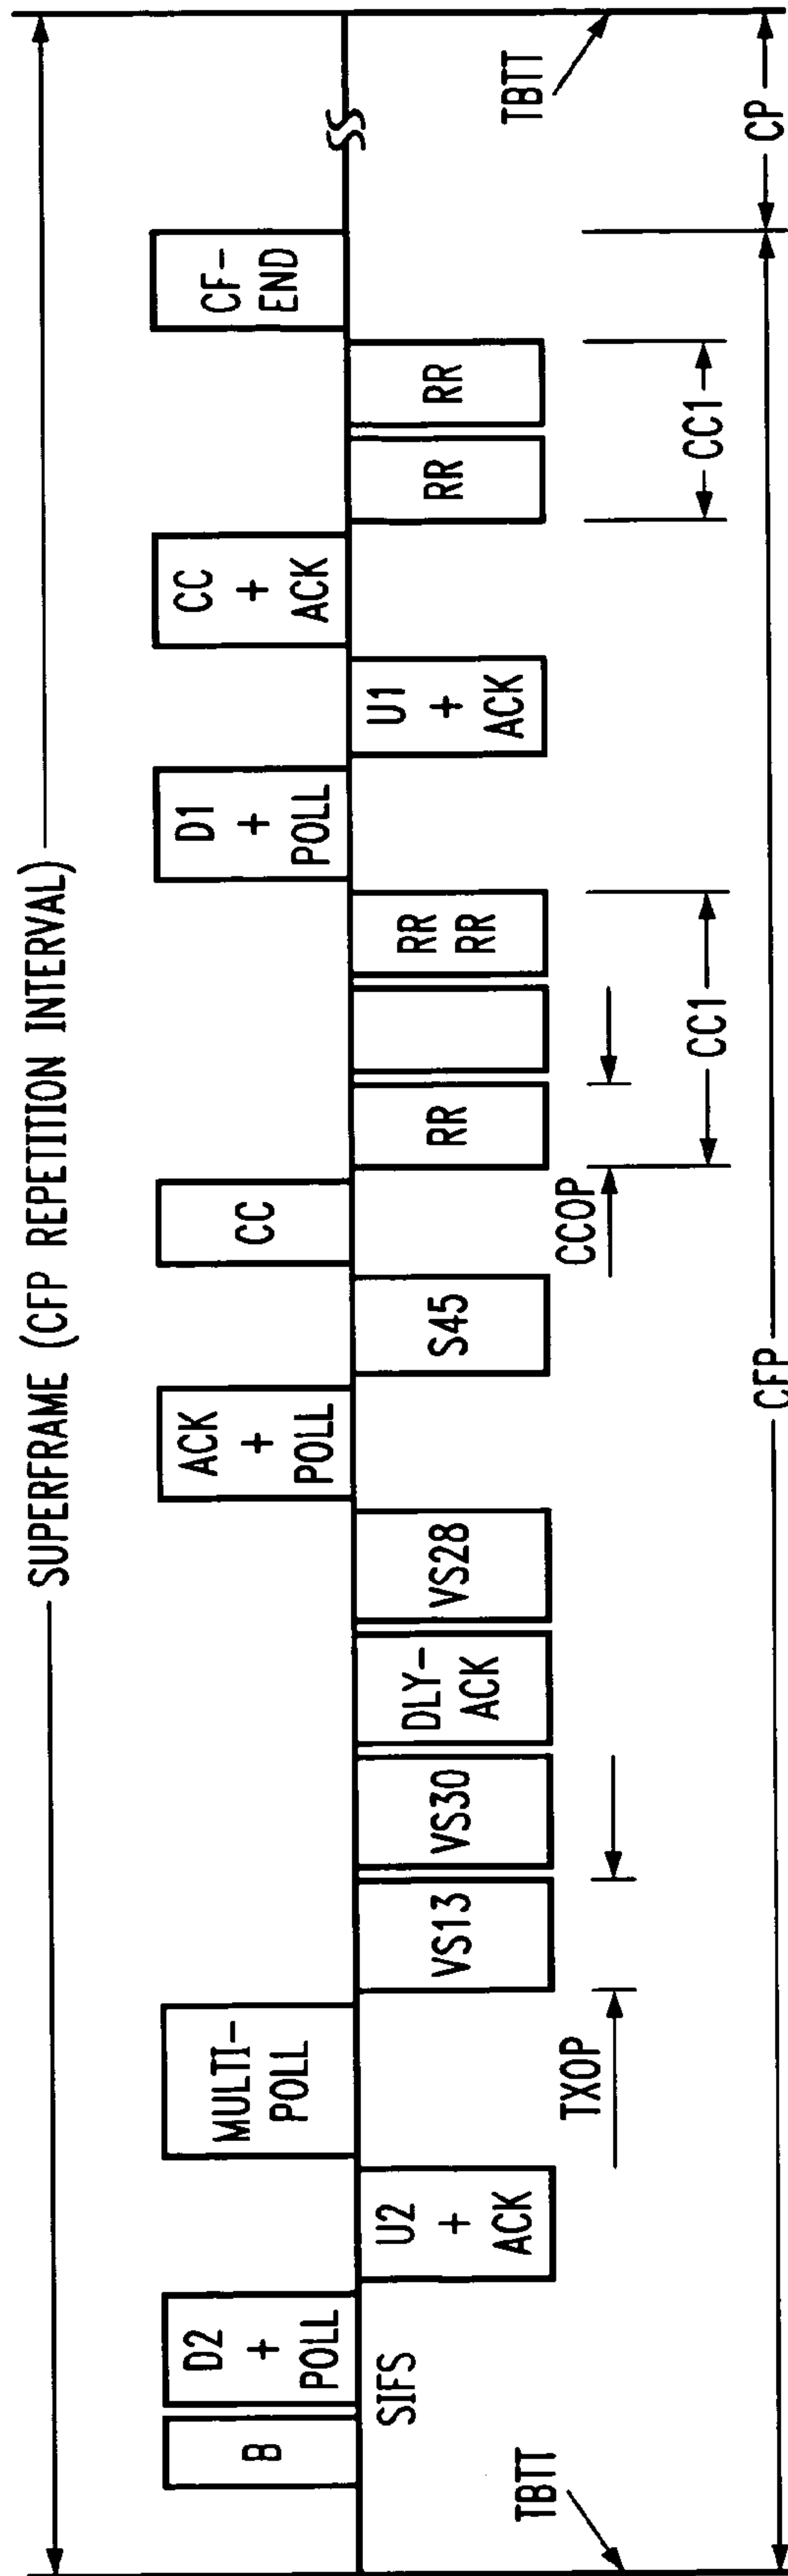 SUPERFRAME (CFP REPETITION INTERVAL)
B
D2
+
POLL
SIFS
U2
+
ACK
MULTI-
POLL
VS13
VS30
DLY-
ACK
VS28
ACK
+
POLL
S45
CC
RR
RR
RR
D1
+
POLL
U1
+
ACK
CC
+
ACK
RR
RR
CF-
END
TBTT
TXOP
CCOP
CC1
CC1
TBTT
CFP
CP